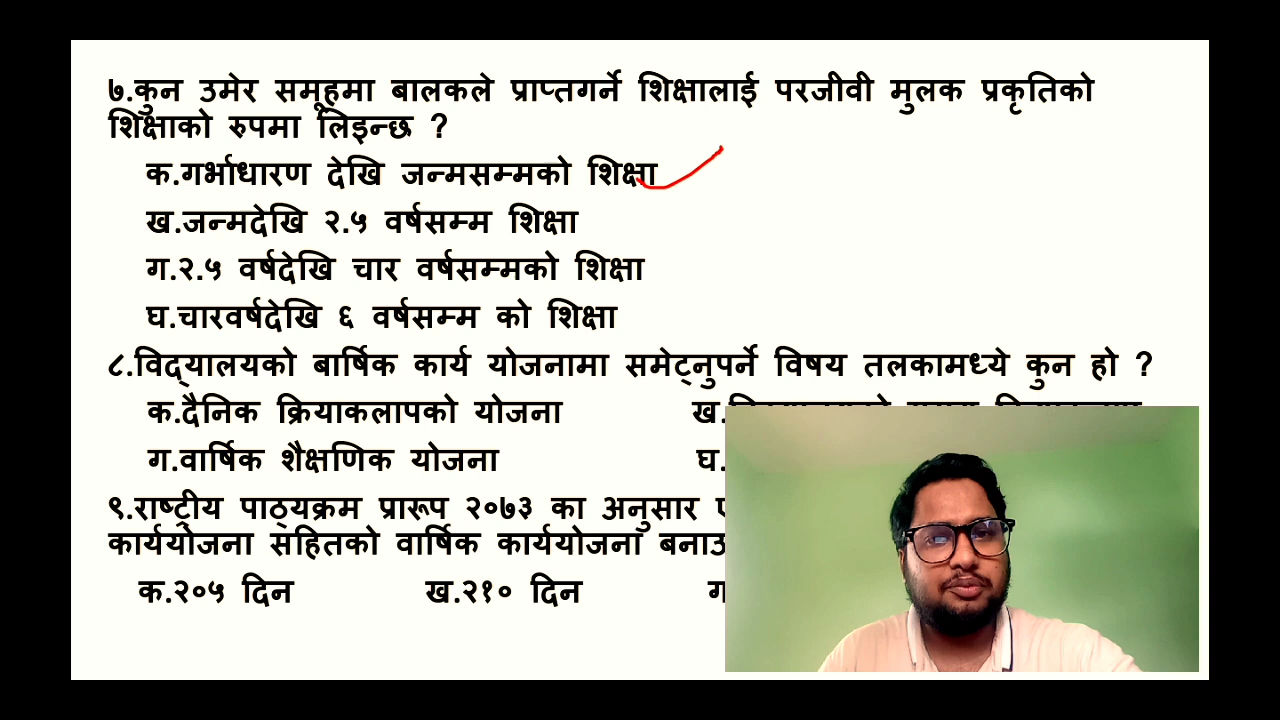 ७.कुन उमेर समूहमा बालकले प्राप्तगर्ने शिक्षालाई परजीवी मुलक प्रकृतिको
शिक्षाको रुपमा लिइन्छ ?
क.गर्भाधारण देखि जन्मसम्मको शिक्षा
ख.जन्मदेखि २.५ वर्षसम्म शिक्षा
ग.२.५ वर्षदेखि चार वर्षसम्मको शिक्षा
घ.चारवर्षदेखि ६ वर्षसम्म को शिक्षा
८.विद्यालयको बार्षिक कार्य योजनामा समेट्नुपर्ने विषय तलकामध्ये कुन हो ?
क.दैनिक क्रियाकलापको योजना ख.
ग.वार्षिक शैक्षणिक योजना घ.
९.राष्ट्रीय पाठ्यक्रम प्रारूप २०७३ का अनुसार
कार्ययोजना सहितको वार्षिक कार्ययोजना
क.२०५ दिन ख.२१० दिन ग